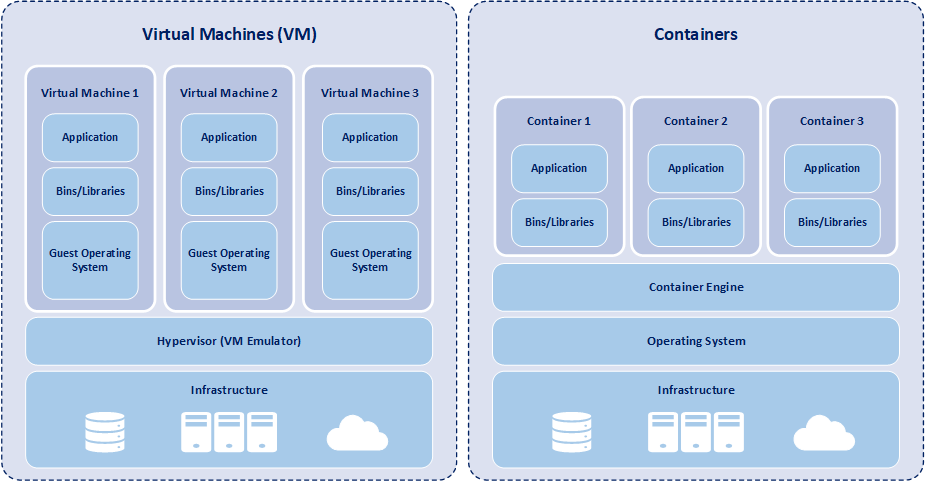 Virtual Machines (VM)
Virtual Machine 1
Application
Bins/Libraries
Guest Operating
System
Virtual Machine 2
Application
Bins/Libraries
Guest Operating
System
Virtual Machine 3
Application
Bins/Libraries
Guest Operating
System
Hypervisor (VM Emulator)
Infrastructure
Containers
Container 1
Application
Bins/Libraries
Container 2
Application
Bins/Libraries
Container 3
Application
Bins/Libraries
Container Engine
Operating System
Infrastructure